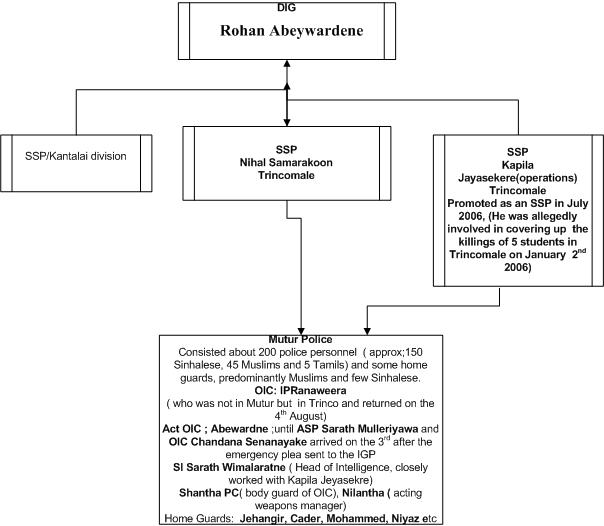 DIG
Rohan Abeywardene
SSP/Kantalai division
SSP
Nihal Samarakoon
Trincomale
SSP
Kapila
Jayasekere(operations)
Trincomale
Promoted as an SSP in July
2006, (He was allegedly
involved in covering up the
killings of 5 students in
Trincomale on January 2nd
2006)
Mutur Police
Consisted about 200 police personnel ( approx;150
Sinhalese, 45 Muslims and 5 Tamils) and some home
guards, predominantly Muslims and few Sinhalese.
OIC: IPRanaweera
( who was not in Mutur but in Trinco and returned on the
4th August)
Act OIC ; Abewardne ;until ASP Sarath Mulleriyawa and
OIC Chandana Senanayake arrived on the 3rd after the
emergency plea sent to the IGP
SI Sarath Wimalaratne ( Head of Intelligence, closely
worked with Kapila Jeyasekre)
Shantha PC( body guard of OIC), Nilantha ( acting
weapons manager)
Home Guards: Jehangir, Cader, Mohammed, Niyaz etc